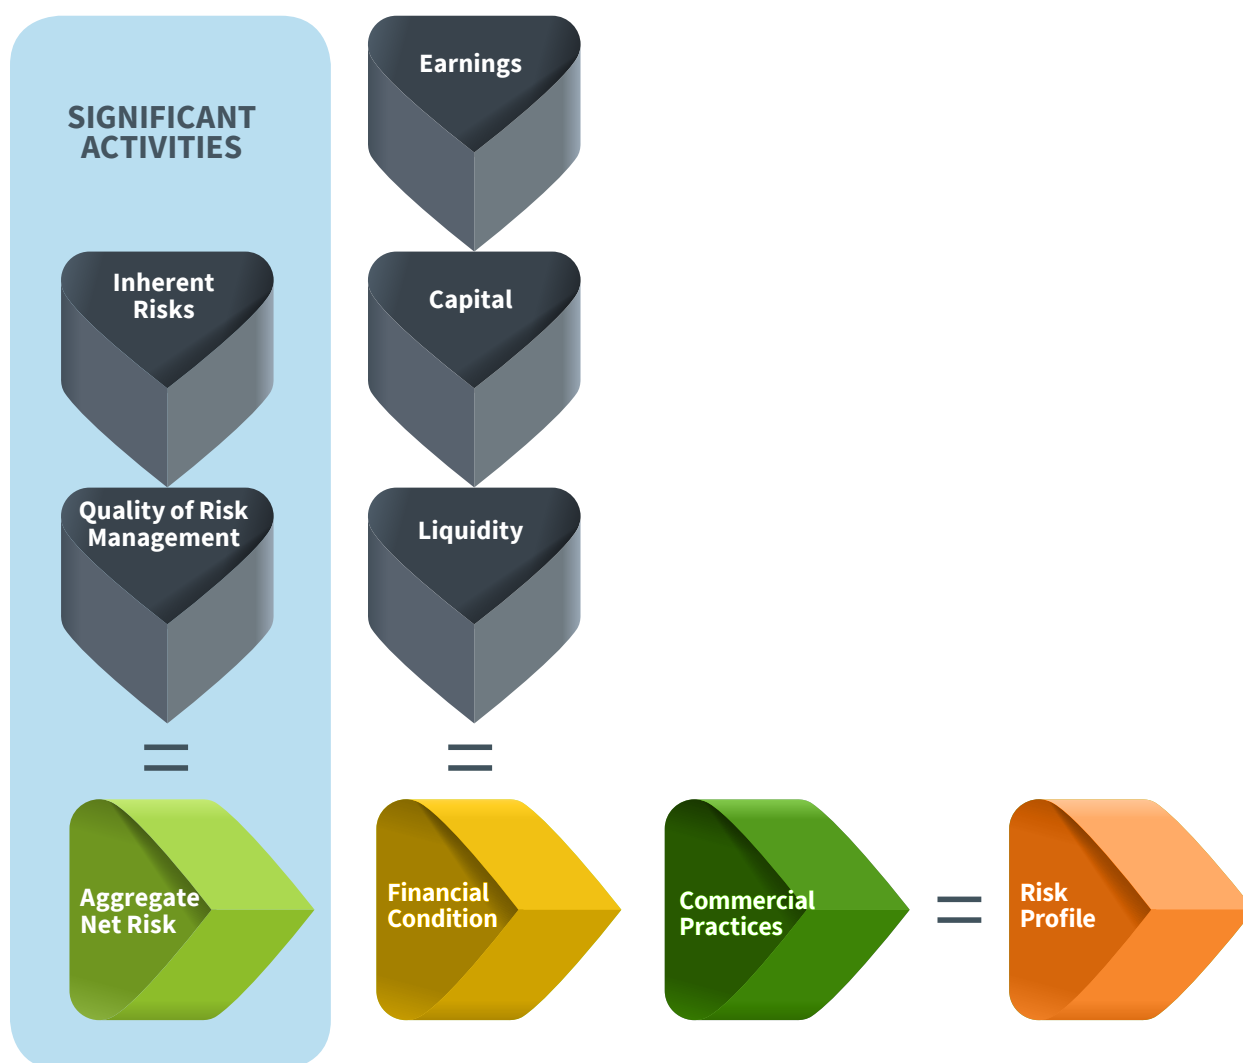 SIGNIFICANT
ACTIVITIES
Inherent
Risks
Quality of Risk
Management
=
Aggregate
Net Risk
Earnings
Capital
Liquidity
=
Financial
Condition
Commercial
Practices
=
Risk
Profile